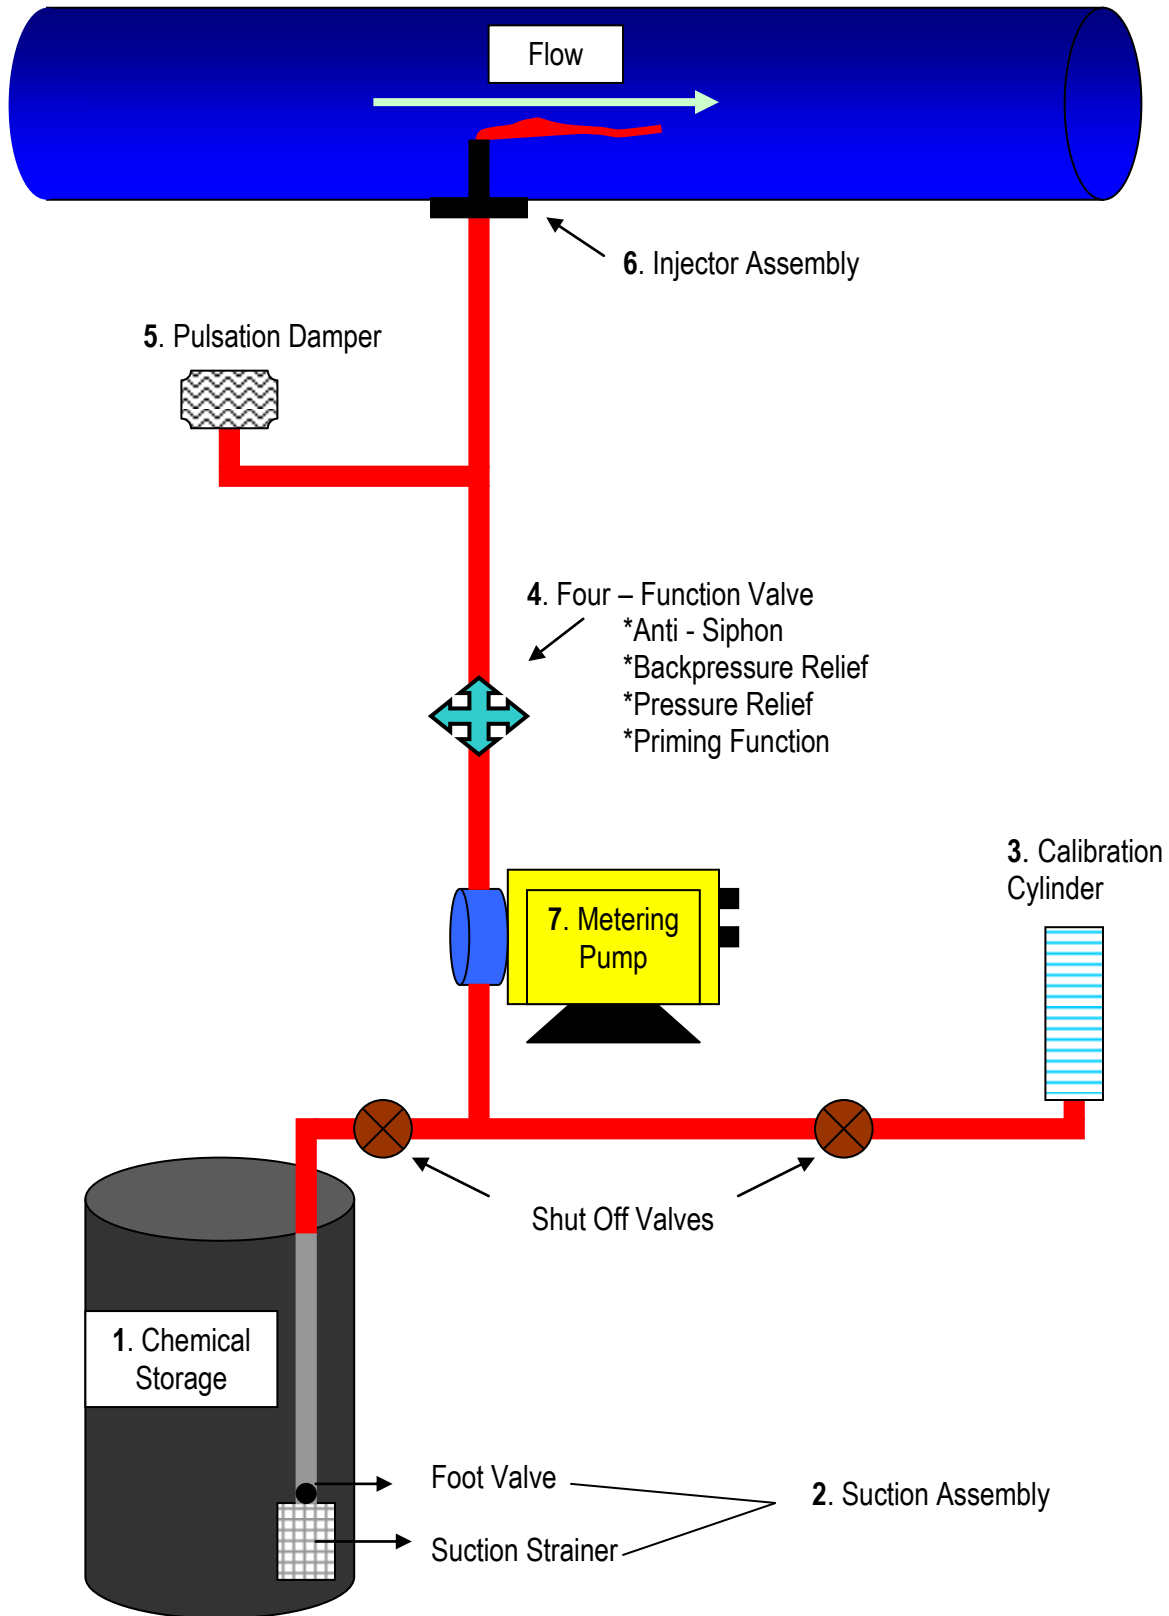 Flow
6. Injector Assembly
5. Pulsation Damper
4. Four – Function Valve
*Anti - Siphon
*Backpressure Relief
*Pressure Relief
*Priming Function
3. Calibration
Cylinder
7. Metering
Pump
Shut Off Valves
1. Chemical
Storage
Foot Valve
2. Suction Assembly
Suction Strainer